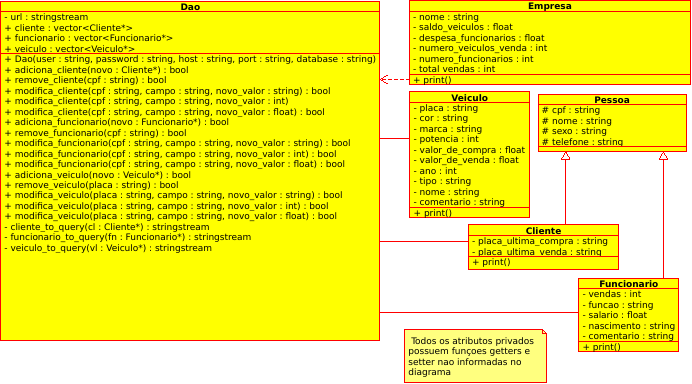 Dao
- url : stringstream
+ cliente : vector<Cliente*>
+ funcionario : vector<Funcionario*>
+ veiculo : vector<Veiculo*>
+ Dao(user : string, password : string, host : string, port : string, database : string)
+ adiciona_cliente(novo : Cliente*) : bool
+ remove_cliente(cpf : string) : bool
+ modifica_cliente(cpf : string, campo : string, novo_valor : string) : bool
+ modifica_cliente(cpf : string, campo : string, novo_valor : int)
+ modifica_cliente(cpf : string, campo : string, novo_valor : float) : bool
+ adiciona_funcionario(novo : Funcionario*) : bool
+ remove_funcionario(cpf : string) : bool
+ modifica_funcionario(cpf : string, campo : string, novo_valor : string) : bool
+ modifica_funcionario(cpf : string, campo : string, novo_valor : int) : bool
+ modifica_funcionario(cpf : string, campo : string, novo_valor : float) : bool
+ adiciona_veiculo(novo : Veiculo*) : bool
+ remove_veiculo(placa : string) : bool
+ modifica_veiculo(placa : string, campo : string, novo_valor : string) : bool
+ modifica_veiculo(placa : string, campo : string, novo_valor : int) : bool
+ modifica_veiculo(placa : string, campo : string, novo_valor : float) : bool
- cliente_to_query(cl : Cliente*) : stringstream
- funcionario_to_query(fn : Funcionario*) : stringstream
- veiculo_to_query(vl : Veiculo*) : stringstream
Empresa
- nome : string
- saldo_veiculos : float
- despesa_funcionarios : float
- numero_veiculos_venda : int
- numero_funcionarios : int
- total_vendas : int
+ print()
Veiculo
- placa : string
- cor : string
- marca : string
- potencia : int
- valor_de_compra : float
- valor_de_venda : float
- ano : int
- tipo : string
- nome : string
- comentario : string
+ print()
Pessoa
# cpf : string
# nome : string
# sexo : string
# telefone : string
Cliente
- placa_ultima_compra : string
- placa_ultima_venda : string
+ print()
Funcionario
- vendas : int
- funcao : string
- salario : float
- nascimento : string
- comentario : string
+ print()
Todos os atributos privados
possuem funçoes getters e
setter nao informadas no
diagrama